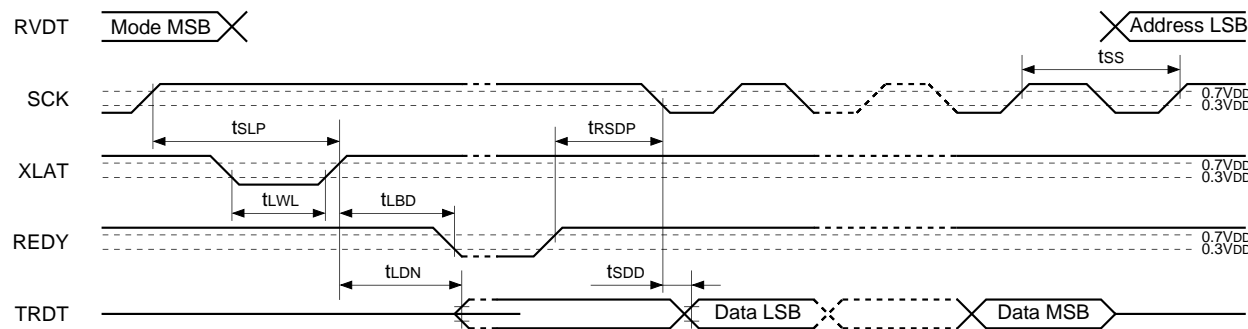 RVDT Mode MSB Address LSB
tSS
SCK 0.7VDD
0.3VDD
tSLP tRSDP
XLAT 0.7VDD
0.3VDD
tLWL tLBD
REDY 0.7VDD
0.3VDD
tLDN tSDD
TRDT Data LSB Data MSB